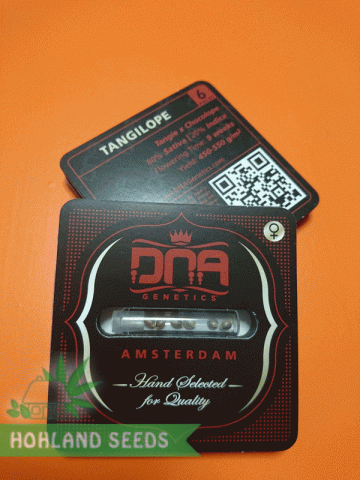 TANGILOPE
6
Tangie x Chocolope
80% Sativa / 20% Indica
Flowering Time: 9 weeks
Yield: 450-550 g/m²
DNA
GENETICS
AMSTERDAM
Hand Selected
for Quality
HOHLAND SEEDS